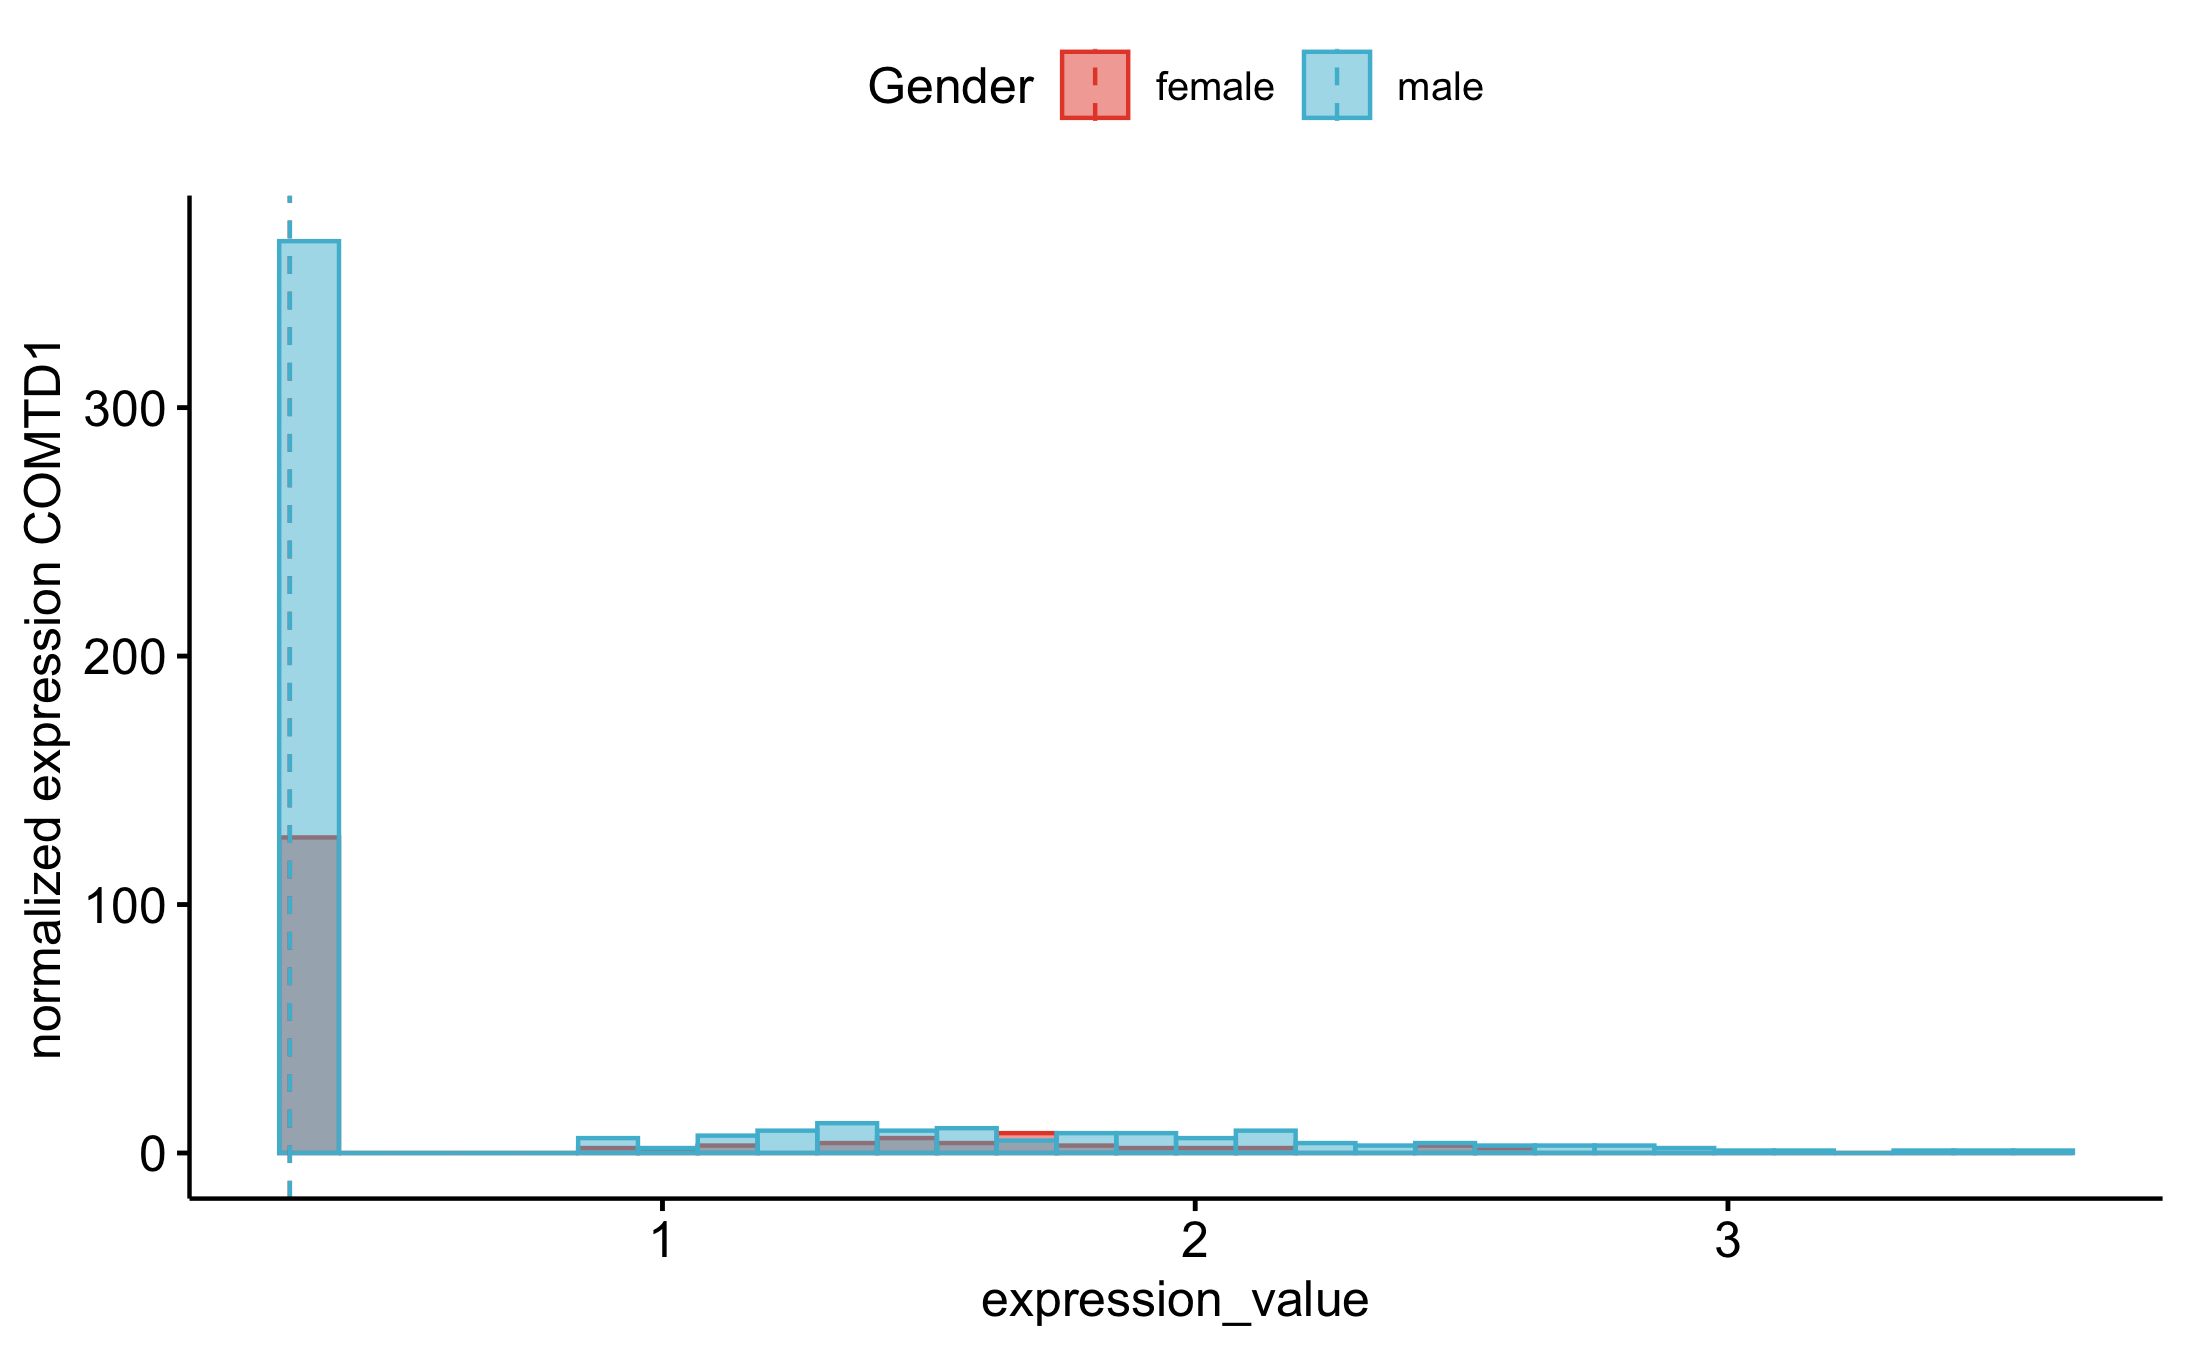 Gender female male
normalized expression COMTD1
300
200
100
0
1 2 3
expression_value